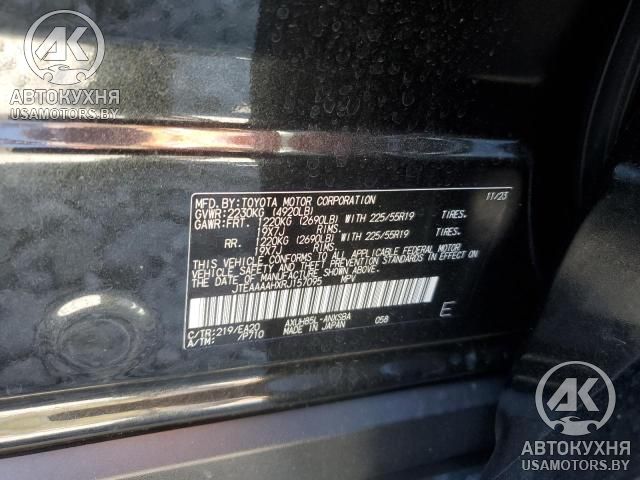 AK
АВТОКУХНЯ
USAMOTORS.BY
MFD. BY: TOYOTA MOTOR CORPORATION 11/23
GVWR: 2230KG (4920LB)
GAWR: FRT. 1220KG (2690LB) WITH 225/55R19 TIRES.
19X7J RIMS.
RR. 1220KG (2690LB) WITH 225/55R19 TIRES.
19X7J RIMS.
THIS VEHICLE CONFORMS TO ALL APPLICABLE FEDERAL MOTOR
VEHICLE SAFETY AND THEFT PREVENTION STANDARDS IN EFFECT ON
THE DATE OF MANUFACTURE SHOWN ABOVE.
JTEAAAAHXRJ157095 MPV
E
C/TR: 219/EA20 AXUH85L-ANXSBA 058
A/TM: /P710 MADE IN JAPAN
AK
АВТОКУХНЯ
USAMOTORS.BY